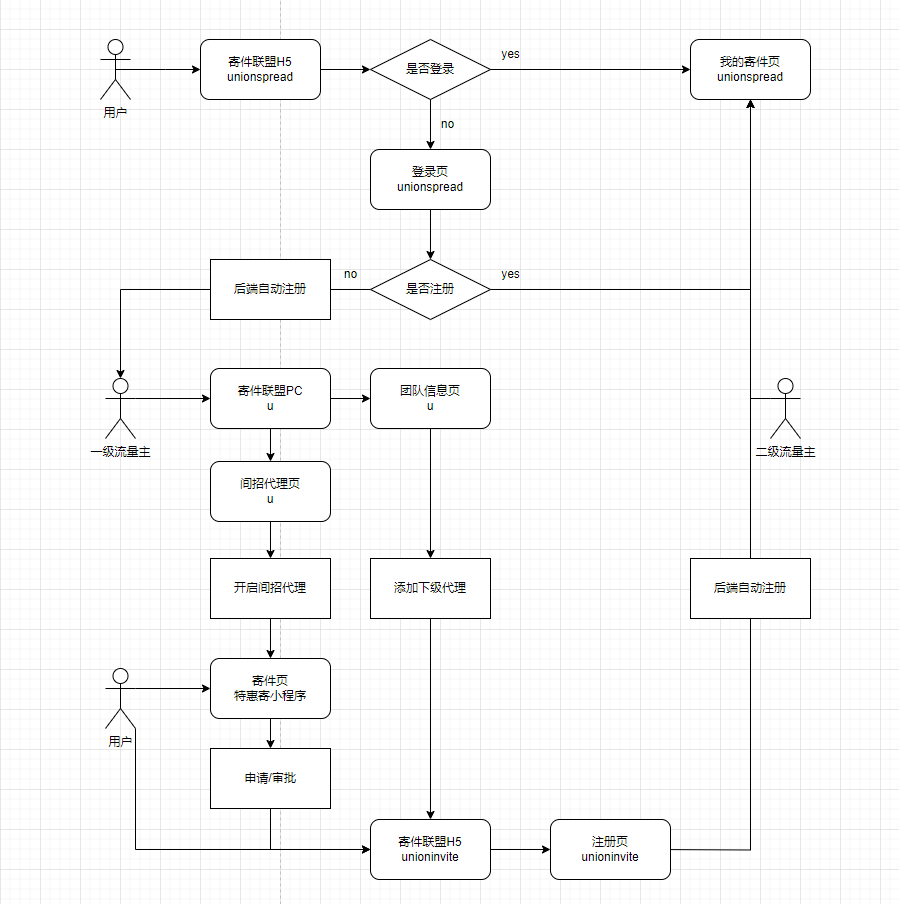 用户
寄件联盟H5
unionspread
是否登录
yes
我的寄件页
unionspread
no
登录页
unionspread
后端自动注册
no
是否注册
yes
一级流量主
寄件联盟PC
u
团队信息页
u
二级流量主
间招代理页
u
开启间招代理
添加下级代理
后端自动注册
用户
寄件页
特惠寄小程序
申请/审批
寄件联盟H5
unioninvite
注册页
unioninvite